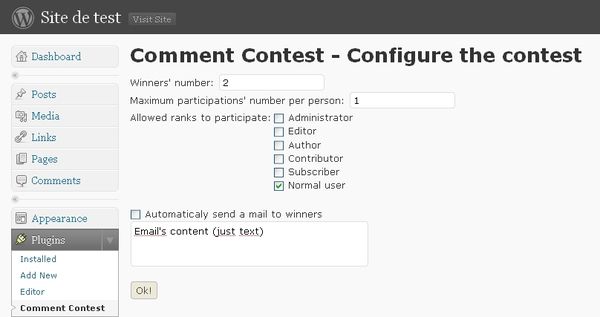 Site de test Visit Site
Dashboard
Posts
Media
Links
Pages
Comments
Appearance
Plugins
Installed
Add New
Editor
Comment Contest
Comment Contest - Configure the contest
Winners' number: 2
Maximum participations' number per person: 1
Allowed ranks to participate: Administrator
Editor
Author
Contributor
Subscriber
Normal user
Automaticaly send a mail to winners
Email's content (just text)
Ok!